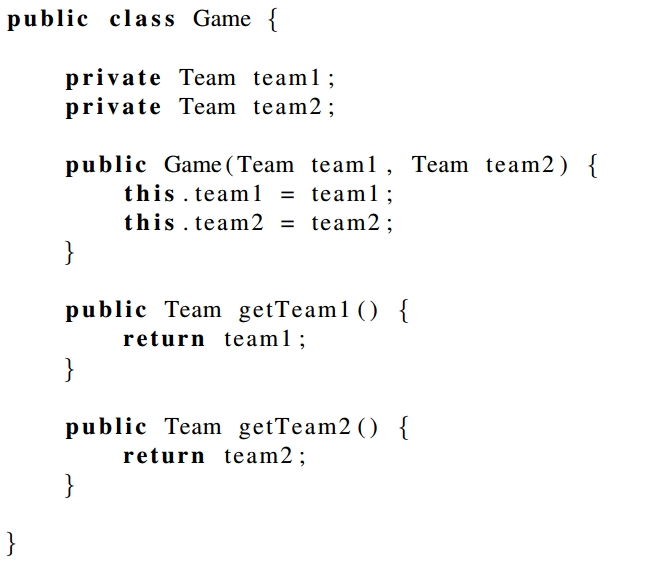 public class Game {
private Team team1;
private Team team2;
public Game(Team team1, Team team2) {
this.team1 = team1;
this.team2 = team2;
}
public Team getTeam1() {
return team1;
}
public Team getTeam2() {
return team2;
}
}